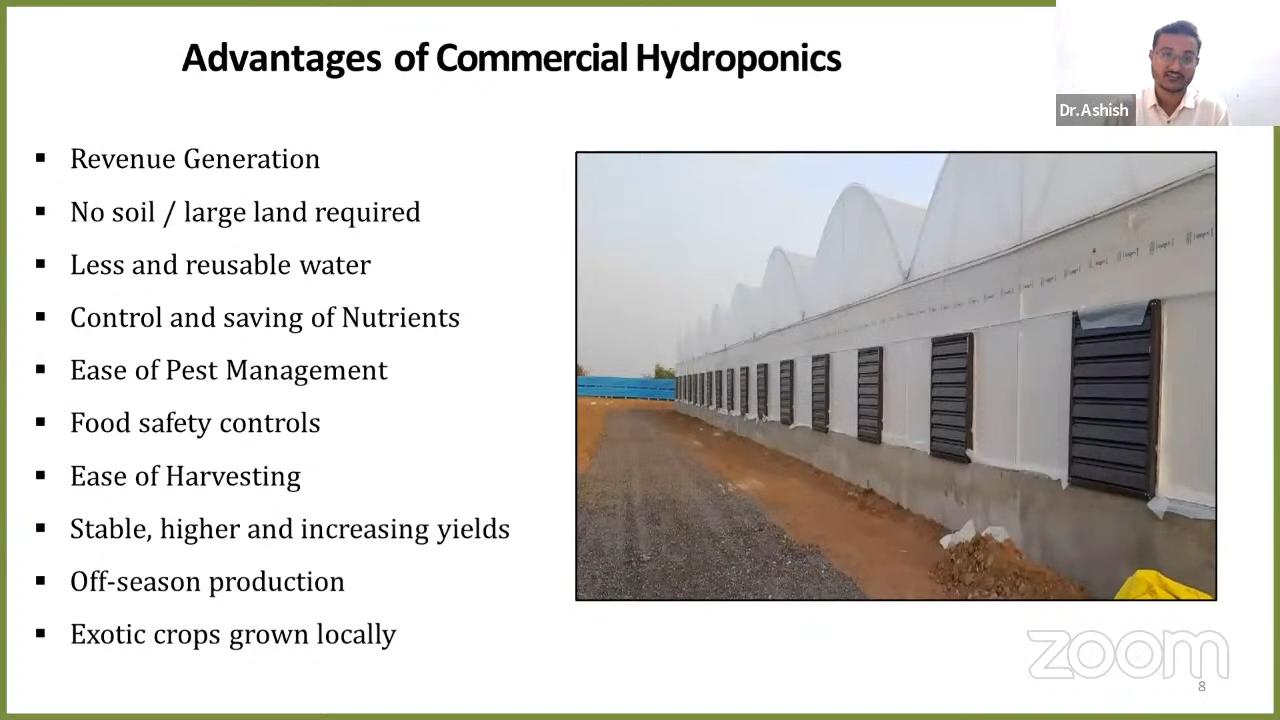 Advantages of Commercial Hydroponics
Dr.Ashish
▪ Revenue Generation
▪ No soil / large land required
▪ Less and reusable water
▪ Control and saving of Nutrients
▪ Ease of Pest Management
▪ Food safety controls
▪ Ease of Harvesting
▪ Stable, higher and increasing yields
▪ Off-season production
▪ Exotic crops grown locally
zoom
8